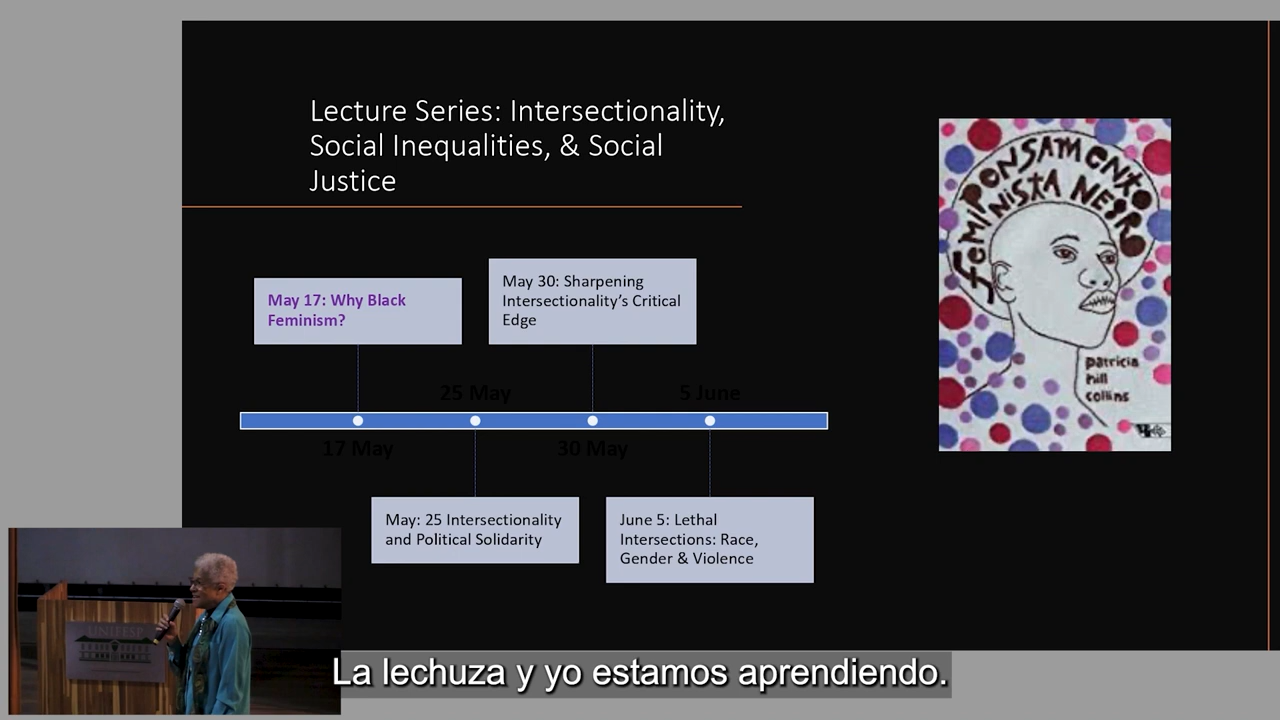 Lecture Series: Intersectionality,
Social Inequalities, & Social
Justice
May 17: Why Black
Feminism?
May 30: Sharpening
Intersectionality’s Critical
Edge
25 May
5 June
17 May
30 May
May: 25 Intersectionality
and Political Solidarity
June 5: Lethal
Intersections: Race,
Gender & Violence
PENSAMENTO
FEMINISTA NEGRO
patricia
hill
collins
UNIFESP
La lechuza y yo estamos aprendiendo.